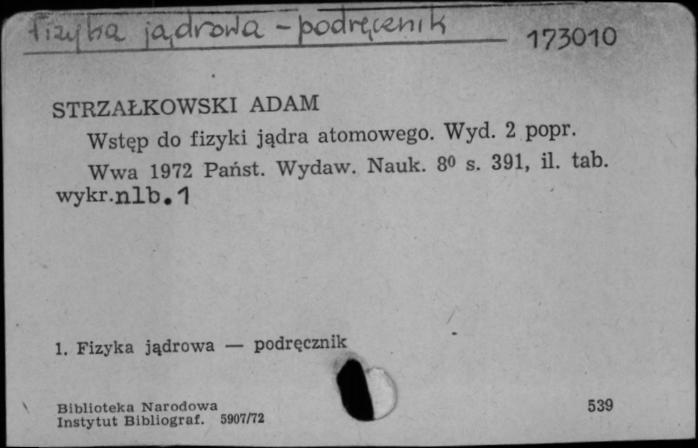 fizyka jądrowa - podręcznik
173010
STRZAŁKOWSKI ADAM
Wstęp do fizyki jądra atomowego. Wyd. 2 popr.
Wwa 1972 Państ. Wydaw. Nauk. 8⁰ s. 391, il. tab.
wykr.nlb.1
1. Fizyka jądrowa — podręcznik
Biblioteka Narodowa
Instytut Bibliograf. 5907/72
539